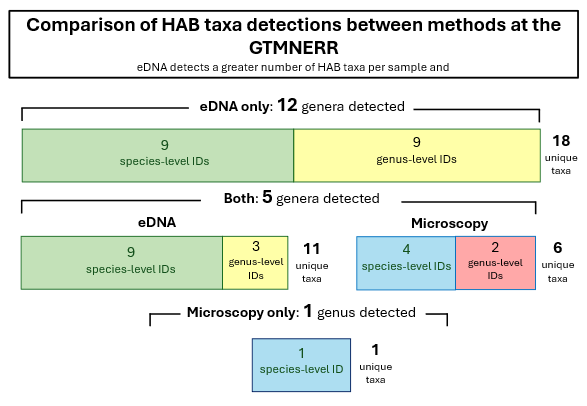 Comparison of HAB taxa detections between methods at the
GTMNERR
eDNA detects a greater number of HAB taxa per sample and
eDNA only: 12 genera detected
9
species-level IDs
9
genus-level IDs
18
unique
taxa
Both: 5 genera detected
eDNA
9
species-level IDs
3
genus-level
IDs
11
unique
taxa
Microscopy
4
species-level IDs
2
genus-level
IDs
6
unique
taxa
Microscopy only: 1 genus detected
1
species-level ID
1
unique
taxa